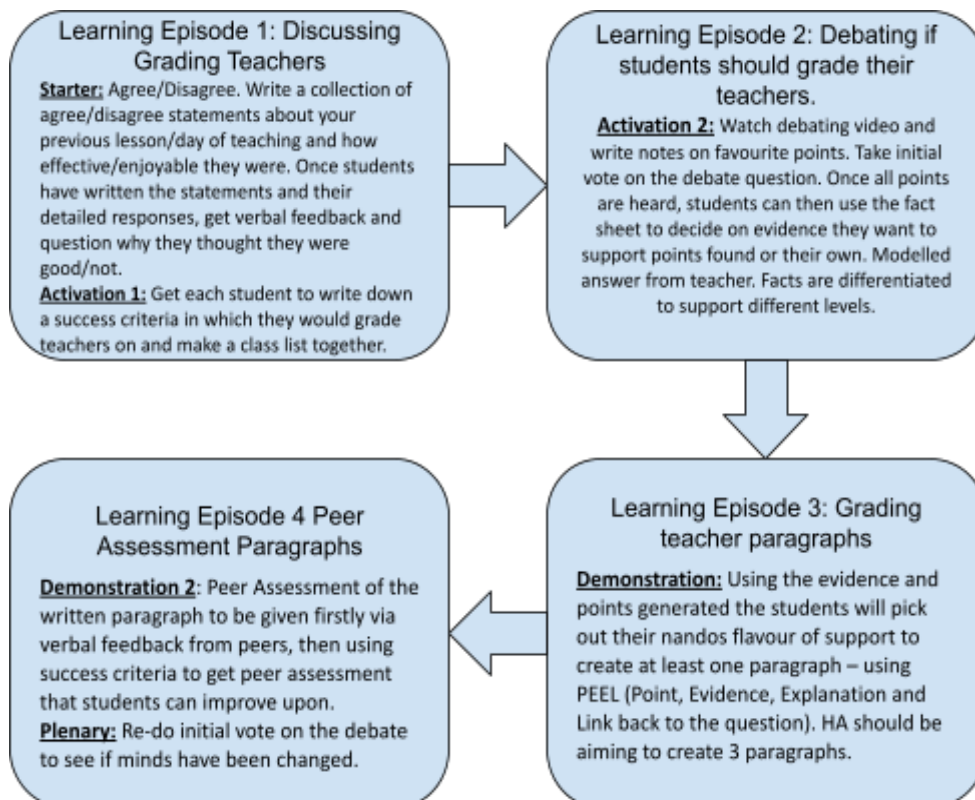 Learning Episode 1: Discussing
Grading Teachers
Starter: Agree/Disagree. Write a collection of
agree/disagree statements about your
previous lesson/day of teaching and how
effective/enjoyable they were. Once students
have written the statements and their
detailed responses, get verbal feedback and
question why they thought they were
good/not.
Activation 1: Get each student to write down
a success criteria in which they would grade
teachers on and make a class list together.
Learning Episode 2: Debating if
students should grade their
teachers.
Activation 2: Watch debating video and
write notes on favourite points. Take initial
vote on the debate question. Once all points
are heard, students can then use the fact
sheet to decide on evidence they want to
support points found or their own. Modelled
answer from teacher. Facts are differentiated
to support different levels.
Learning Episode 3: Grading
teacher paragraphs
Demonstration: Using the evidence and
points generated the students will pick
out their nandos flavour of support to
create at least one paragraph – using
PEEL (Point, Evidence, Explanation and
Link back to the question). HA should be
aiming to create 3 paragraphs.
Learning Episode 4 Peer
Assessment Paragraphs
Demonstration 2: Peer Assessment of the
written paragraph to be given firstly via
verbal feedback from peers, then using
success criteria to get peer assessment
that students can improve upon.
Plenary: Re-do initial vote on the debate
to see if minds have been changed.